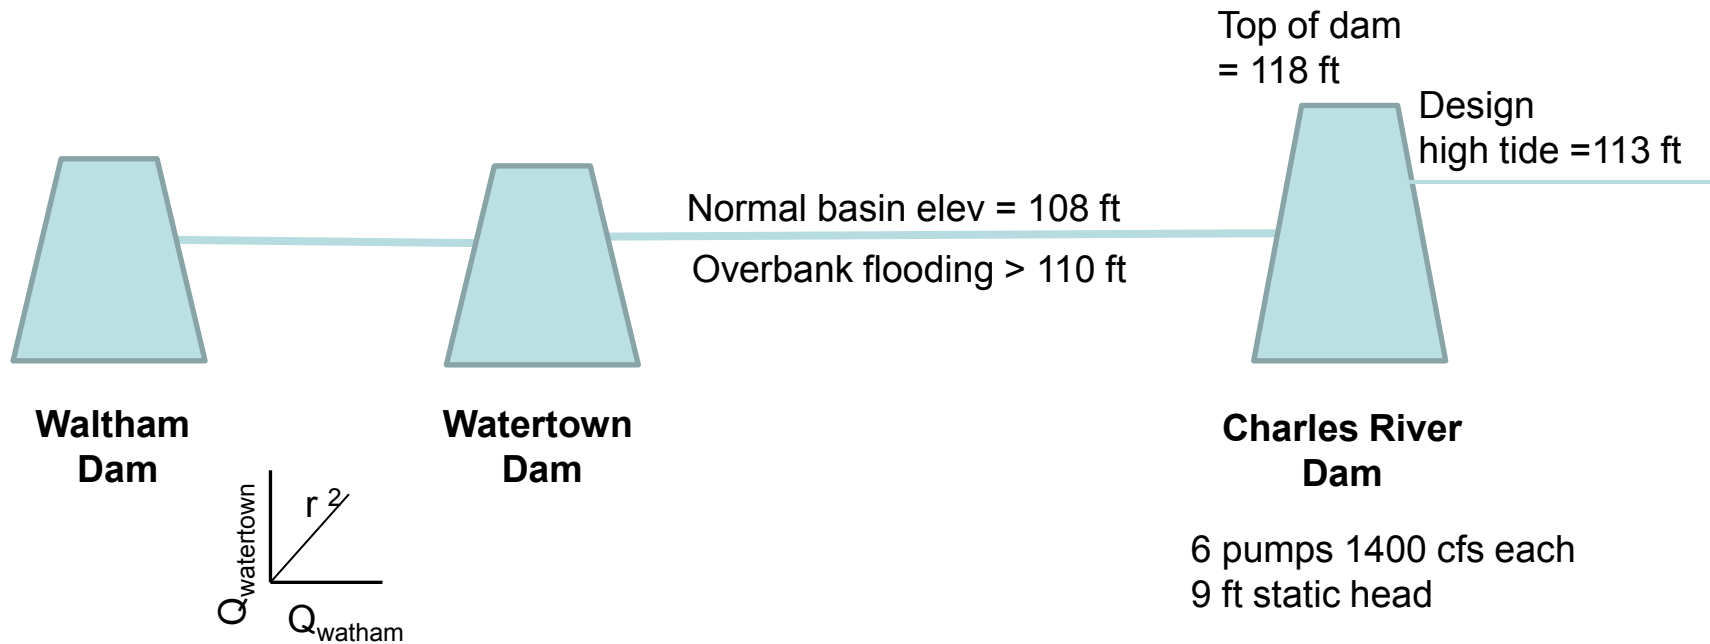 Top of dam
= 118 ft
Design
high tide =113 ft
Normal basin elev = 108 ft
Overbank flooding > 110 ft
Waltham
Dam
Watertown
Dam
Charles River
Dam
r 2
Qwatertown
Qwatham
6 pumps 1400 cfs each
9 ft static head